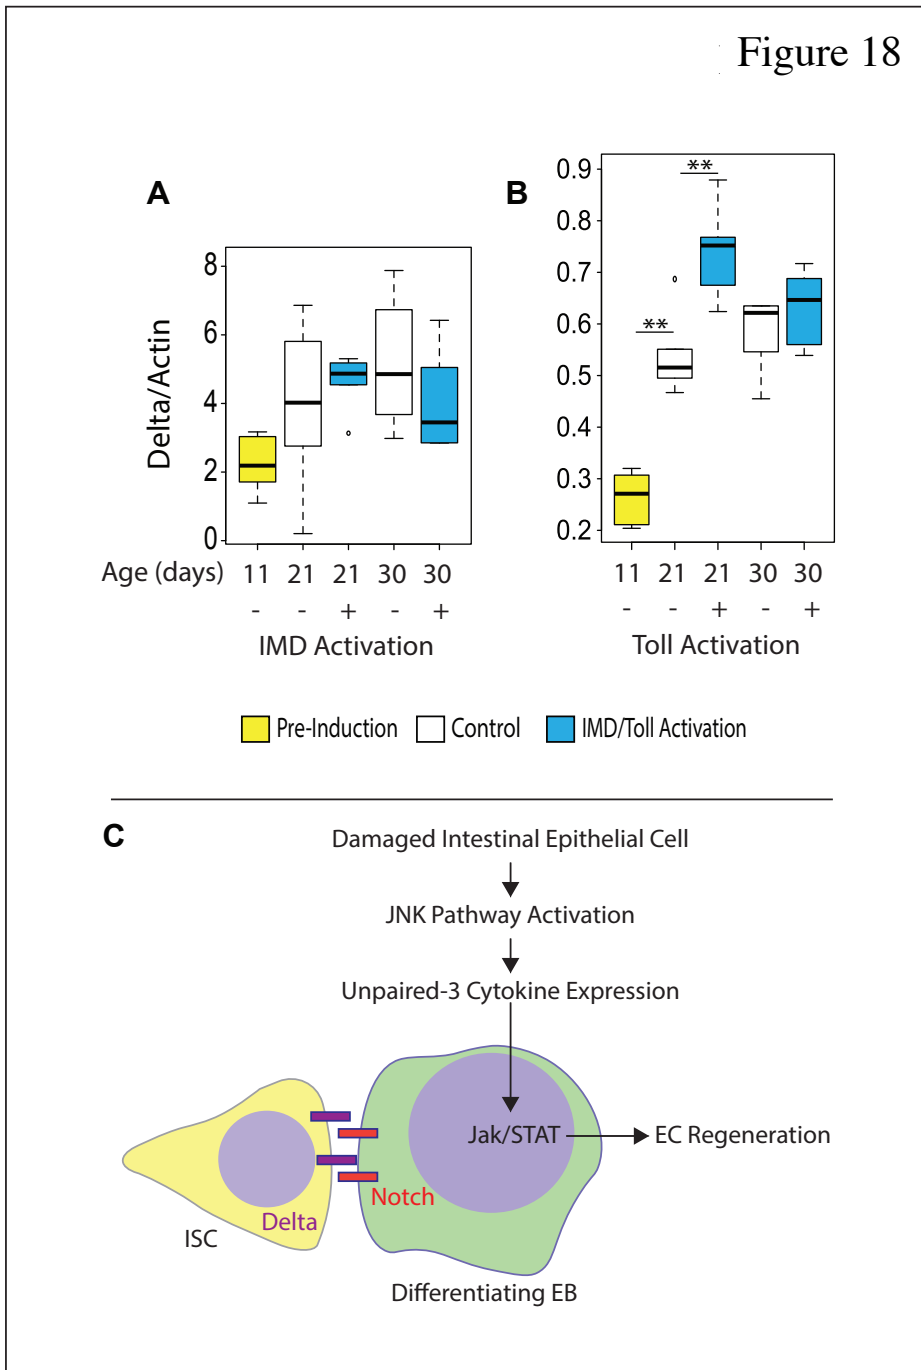 Figure 18
A
8
6
4
2
0
Delta/Actin
Age (days) 11 21 21 30 30
- - + - +
IMD Activation
B
**
**
0.9
0.8
0.7
0.6
0.5
0.4
0.3
0.2
11 21 21 30 30
- - + - +
Toll Activation
Pre-Induction Control IMD/Toll Activation
C
Damaged Intestinal Epithelial Cell
JNK Pathway Activation
Unpaired-3 Cytokine Expression
Jak/STAT EC Regeneration
Notch
Delta
ISC
Differentiating EB